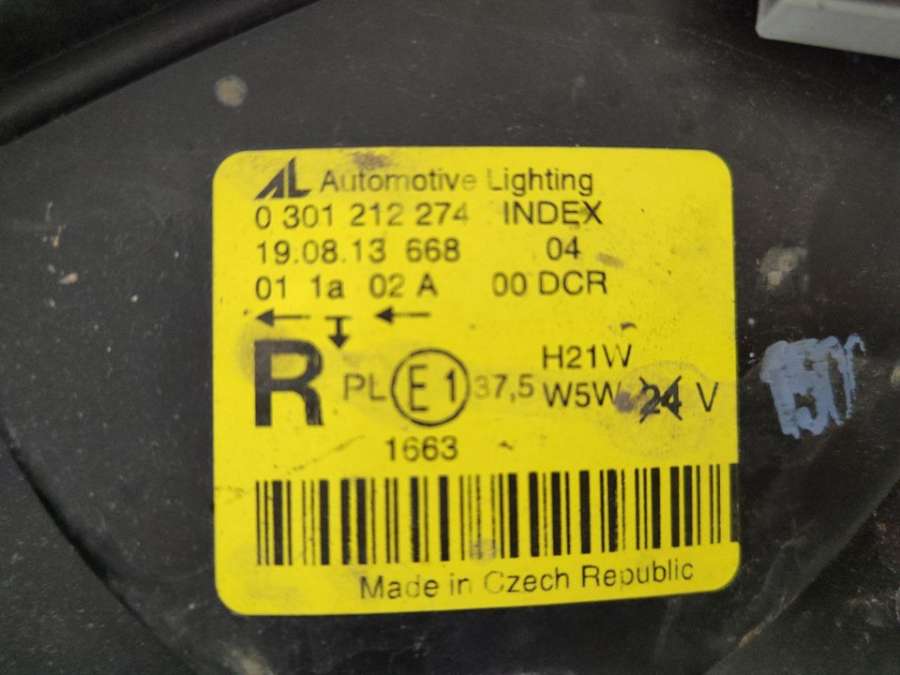 AL Automotive Lighting
0 301 212 274 INDEX
19.08.13 668 04
01 1a 02 A 00 DCR
R PL E1 37,5 H21W
W5W 24 V
1663
Made in Czech Republic